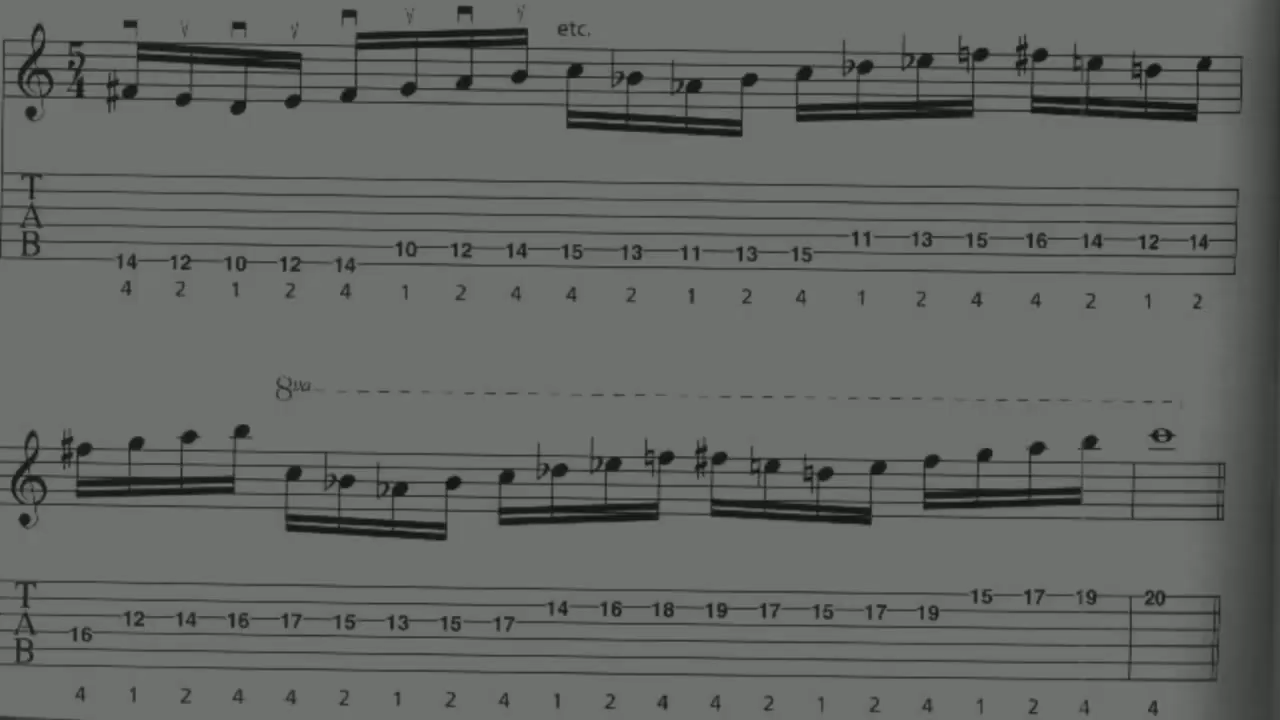 5
4
etc.
T
A
B
10 12 14 15 13 11 13 15 11 13 15 16 14 12 14
14 12 10 12 14
4 2 1 2 4 1 2 4 4 2 1 2 4 1 2 4 4 2 1 2
8va
T
A
B
15 17 19 20
14 16 18 19 17 15 17 19
12 14 16 17 15 13 15 17
16
4 1 2 4 4 2 1 2 4 1 2 4 4 2 1 2 4 1 2 4 4